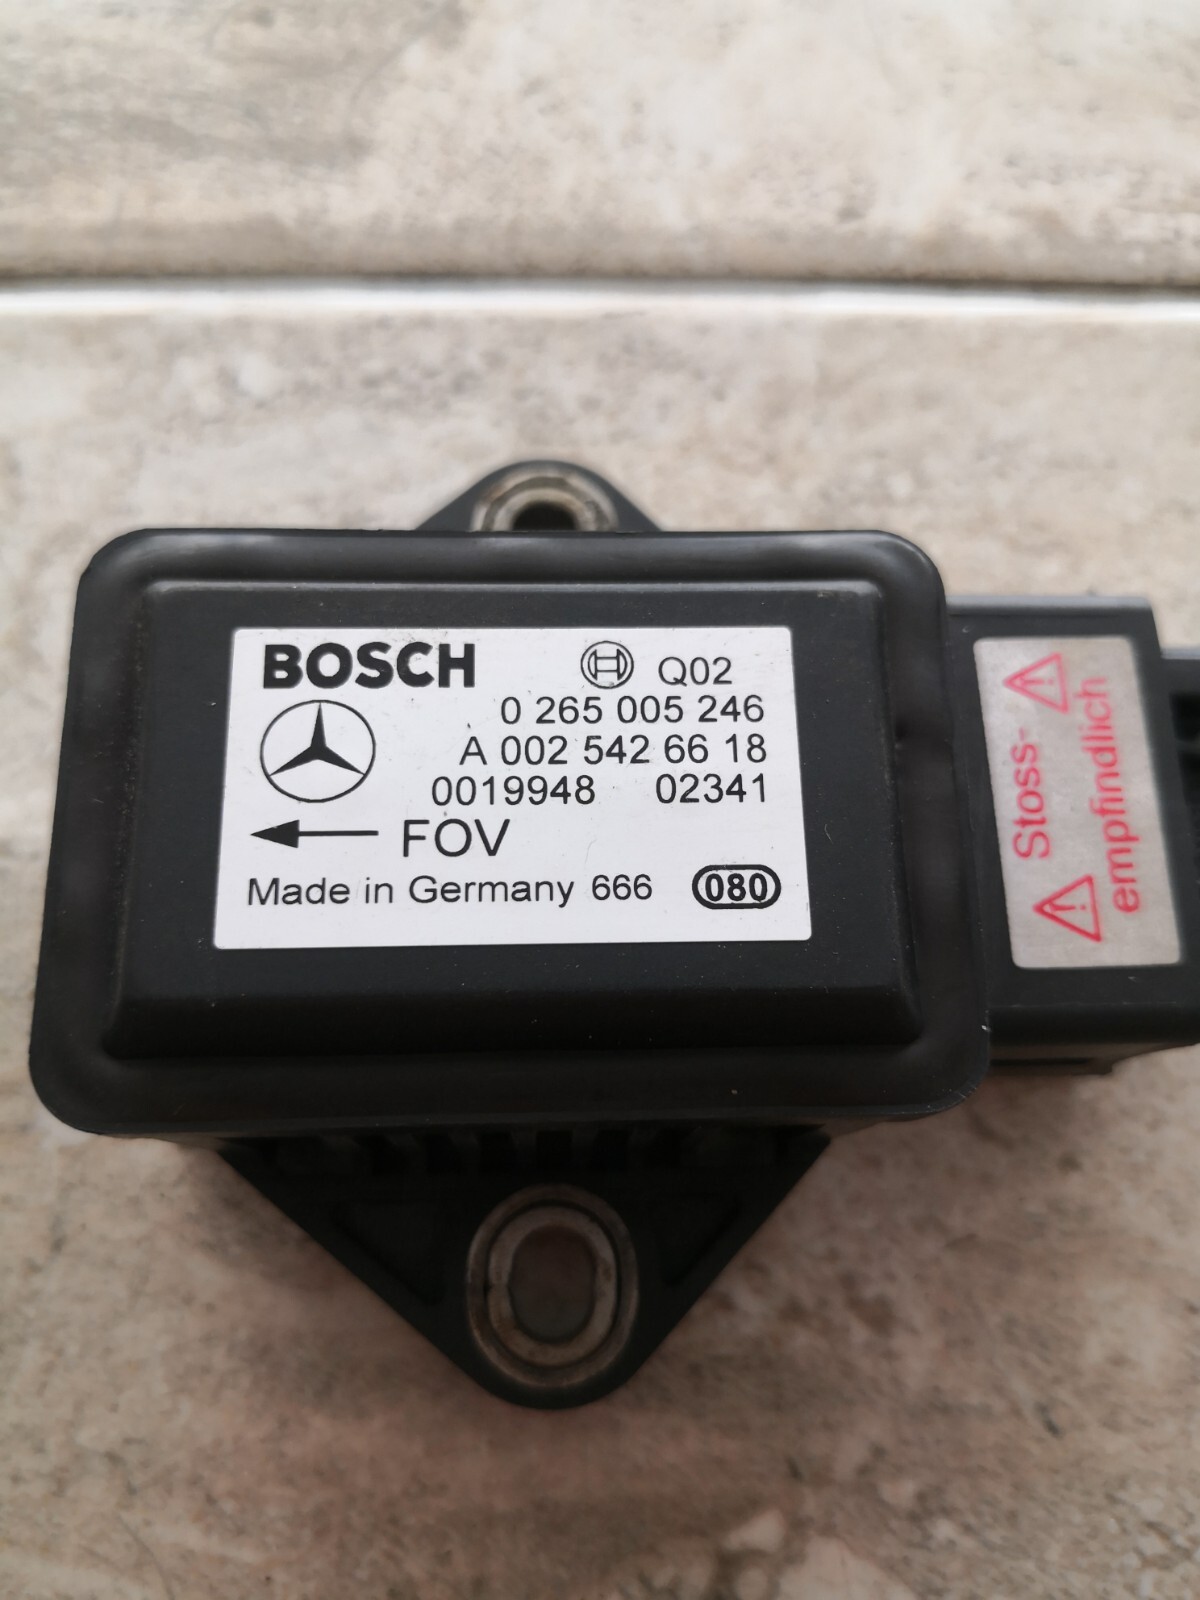 BOSCH Q02
0 265 005 246
A 002 542 66 18
0019948 02341
FOV
Made in Germany 666 080
Stoss-
empfindlich